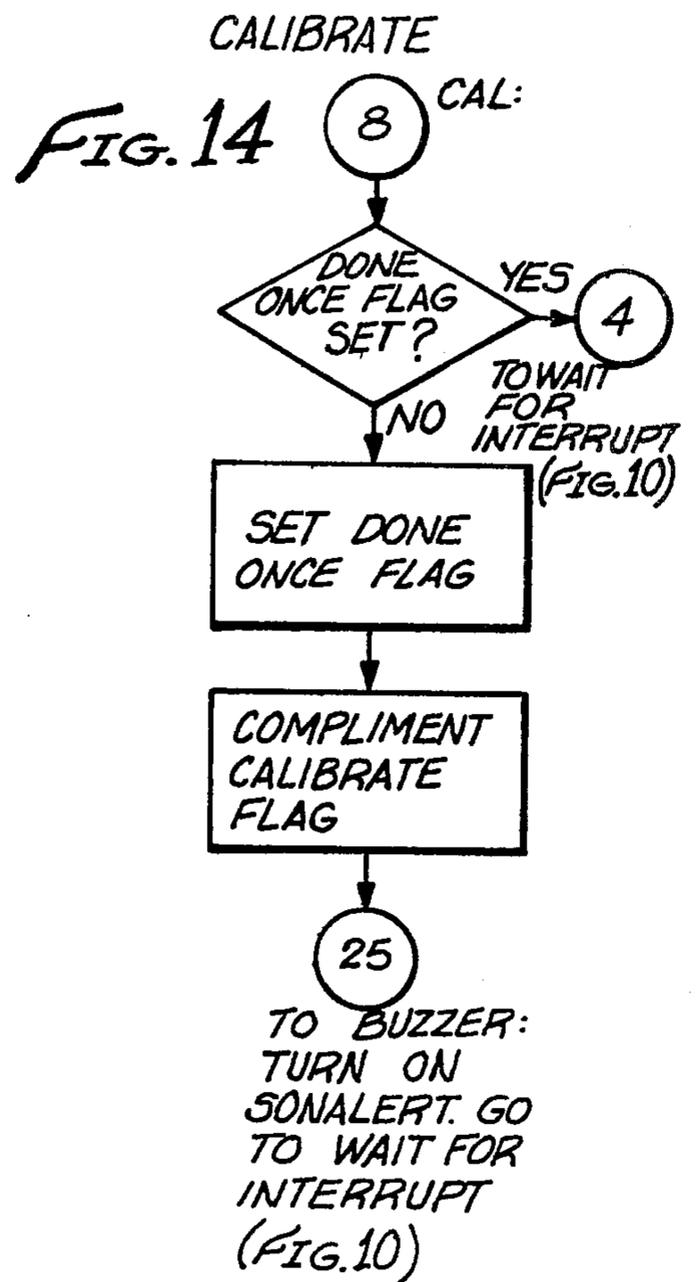 CALIBRATE
FIG. 14
8
CAL:
DONE
ONCE FLAG
SET?
YES
4
TO WAIT
FOR
INTERRUPT
(FIG.10)
NO
SET DONE
ONCE FLAG
COMPLIMENT
CALIBRATE
FLAG
25
TO BUZZER:
TURN ON
SONALERT. GO
TO WAIT FOR
INTERRUPT
(FIG.10)